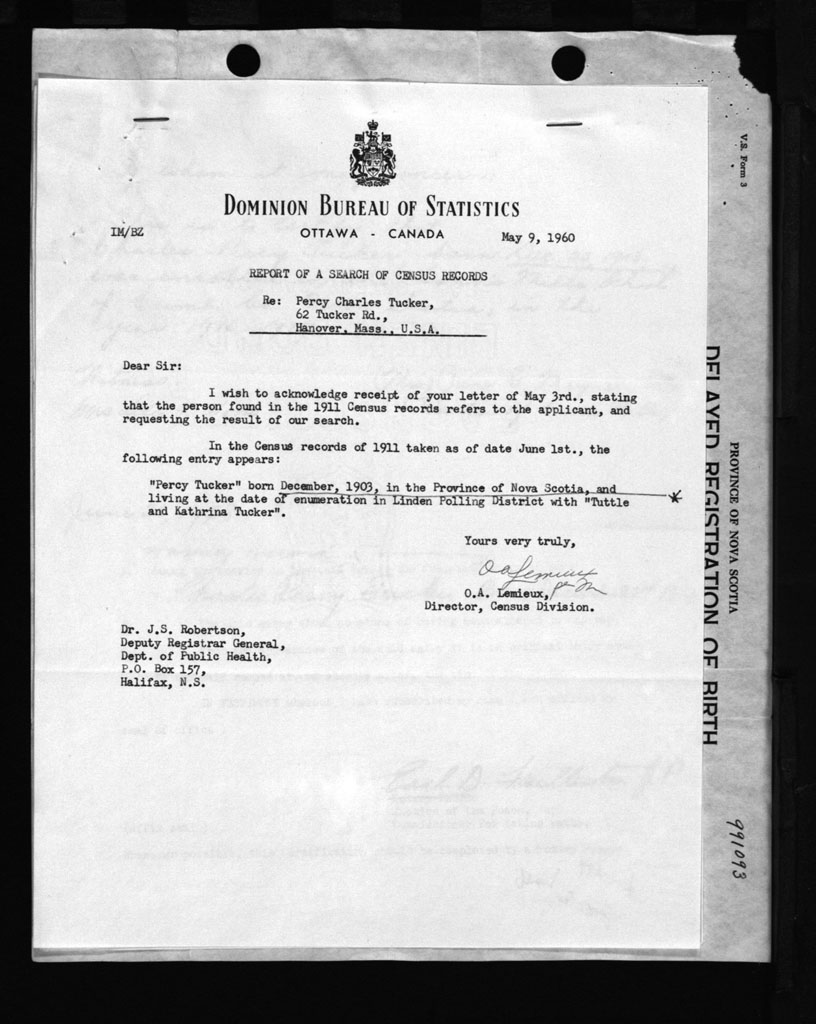 DOMINION BUREAU OF STATISTICS
IM/BZ
OTTAWA - CANADA
May 9, 1960
REPORT OF A SEARCH OF CENSUS RECORDS
Re: Percy Charles Tucker,
62 Tucker Rd.,
Hanover, Mass., U.S.A.
Dear Sir:
I wish to acknowledge receipt of your letter of May 3rd., stating
that the person found in the 1911 Census records refers to the applicant, and
requesting the result of our search.
In the Census records of 1911 taken as of date June 1st., the
following entry appears:
"Percy Tucker" born December, 1903, in the Province of Nova Scotia, and
living at the date of enumeration in Linden Polling District with "Tuttle
and Kathrina Tucker".
Yours very truly,
O.A. Lemieux
O.A. Lemieux,
Director, Census Division.
Dr. J.S. Robertson,
Deputy Registrar General,
Dept. of Public Health,
P.O. Box 157,
Halifax, N.S.
V.S. Form 3
PROVINCE OF NOVA SCOTIA
DELAYED REGISTRATION OF BIRTH
991093